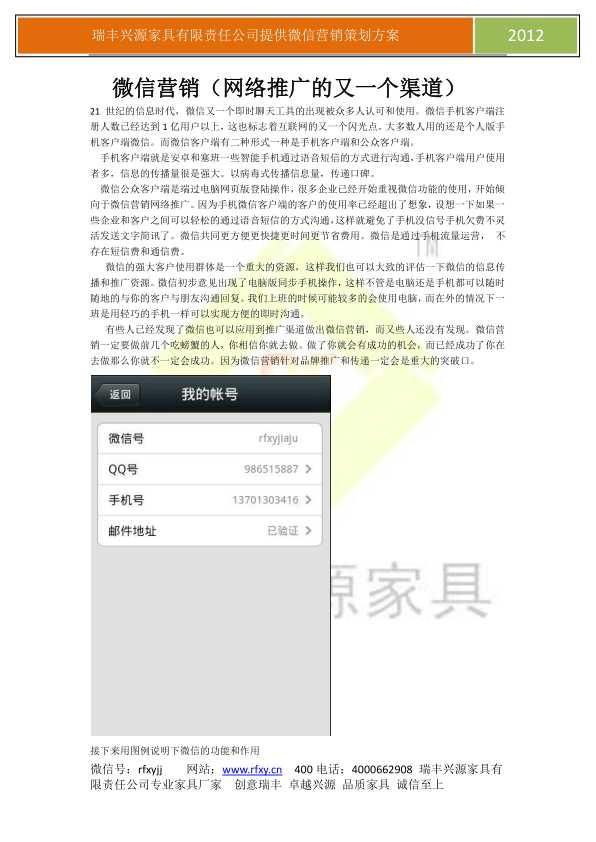 瑞丰兴源家具有限责任公司提供微信营销策划方案 2012
微信营销（网络推广的又一个渠道）
21 世纪的信息时代，微信又一个即时聊天工具的出现被众多人认可和使用。微信手机客户端注
册人数已经达到 1 亿用户以上，这也标志着互联网的又一个闪光点，大多数人用的还是个人版手
机客户端微信。而微信客户端有二种形式一种是手机客户端和公众客户端。
手机客户端就是安卓和塞班一些智能手机通过语音短信的方式进行沟通，手机客户端用户使用
者多，信息的传播量很是强大。以病毒式传播信息量，传递口碑。
微信公众客户端是端过电脑网页版登陆操作，很多企业已经开始重视微信功能的使用，开始倾
向于微信营销网络推广。因为手机微信客户端的客户的使用率已经超出了想象，设想一下如果一
些企业和客户之间可以轻松的通过语音短信的方式沟通，这样就避免了手机没信号手机欠费不灵
活发送文字简讯了。微信共同更方便更快捷更时间更节省费用。微信是通过手机流量运营， 不
存在短信费和通信费。
微信的强大客户使用群体是一个重大的资源，这样我们也可以大致的评估一下微信的信息传
播和推广资源。微信初步意见出现了电脑版同步手机操作，这样不管是电脑还是手机都可以随时
随地的与你的客户与朋友沟通回复。我们上班的时候可能较多的会使用电脑，而在外的情况下一
班是用轻巧的手机一样可以实现方便的即时沟通。
有些人已经发现了微信也可以应用到推广渠道做出微信营销，而又些人还没有发现。微信营
销一定要做前几个吃螃蟹的人，你相信你就去做。做了你就会有成功的机会，而已经成功了你在
去做那么你就不一定会成功。因为微信营销针对品牌推广和传递一定会是重大的突破口。
返回 我的帐号
微信号 rfxyjiaju
QQ号 986515887
手机号 13701303416
邮件地址 已验证
源家具
接下来用图例说明下微信的功能和作用
微信号：rfxyjj 网站：www.rfxy.cn 400 电话：4000662908 瑞丰兴源家具有
限责任公司专业家具厂家 创意瑞丰 卓越兴源 品质家具 诚信至上